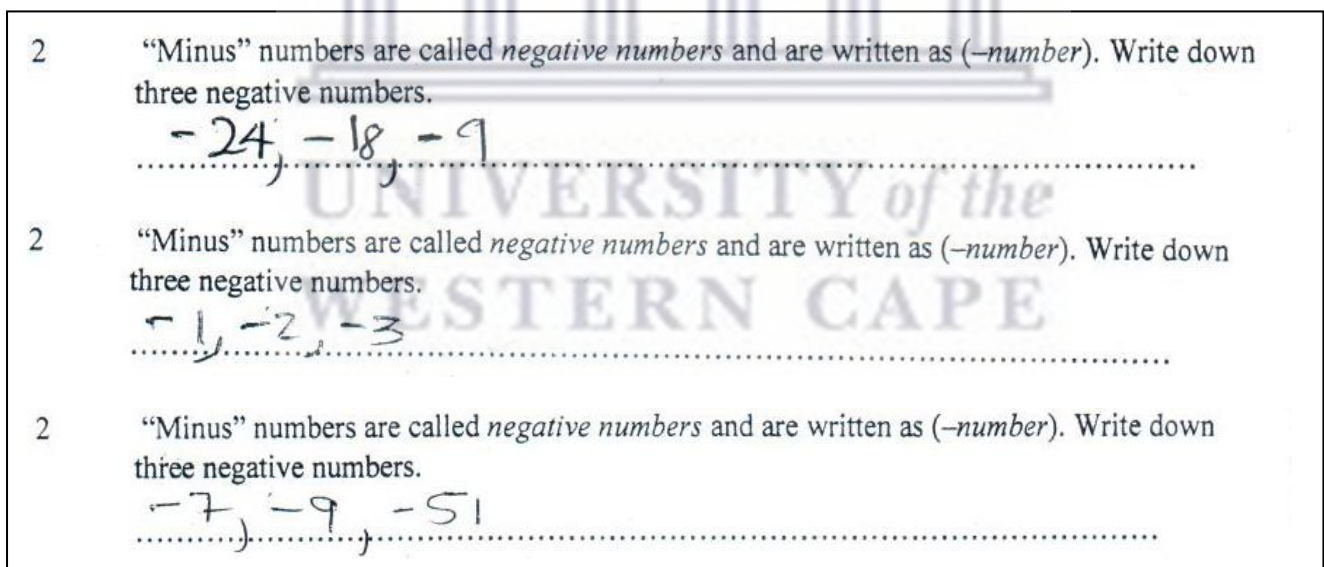 2 “Minus” numbers are called negative numbers and are written as (–number). Write down
three negative numbers.
- 24, - 18, - 9
UNIVERSITY of the
2 “Minus” numbers are called negative numbers and are written as (–number). Write down
three negative numbers.
WESTERN CAPE
- 1, -2, -3
2 “Minus” numbers are called negative numbers and are written as (–number). Write down
three negative numbers.
-7, -9, -51